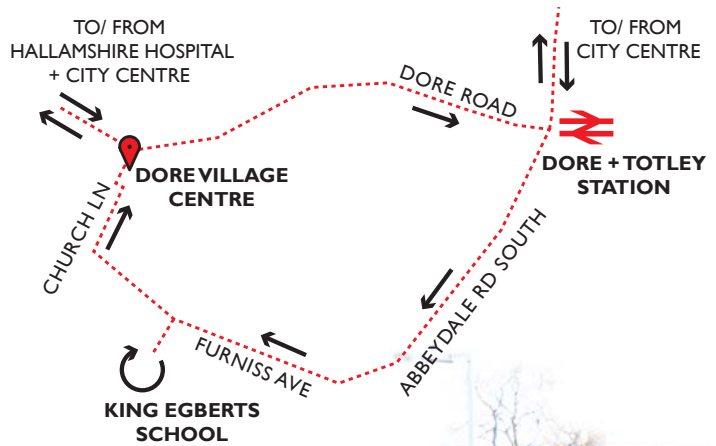 TO/ FROM
HALLAMSHIRE HOSPITAL
+ CITY CENTRE
TO/ FROM
CITY CENTRE
DORE ROAD
DORE VILLAGE
CENTRE
DORE + TOTLEY
STATION
CHURCH LN
ABBEYDALE RD SOUTH
FURNISS AVE
KING EGBERTS
SCHOOL